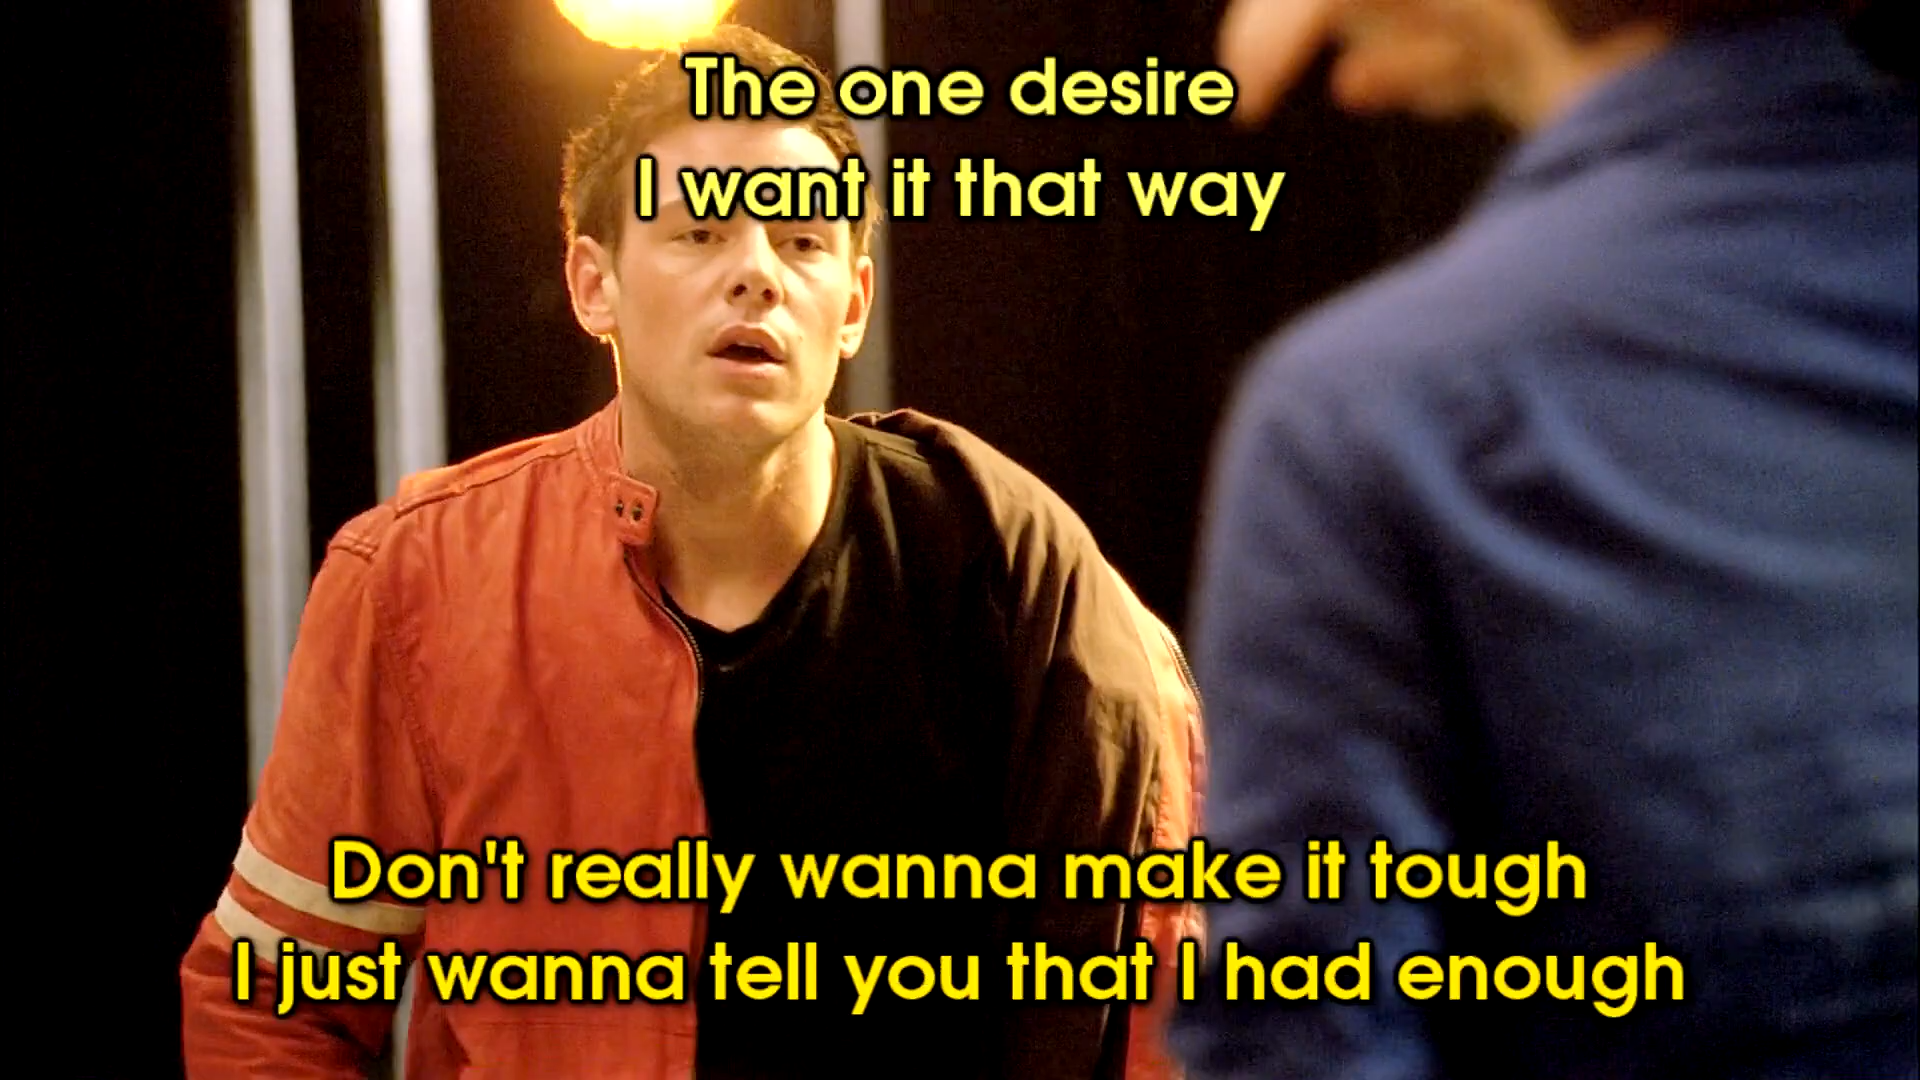 The one desire
I want it that way
Don't really wanna make it tough
I just wanna tell you that I had enough